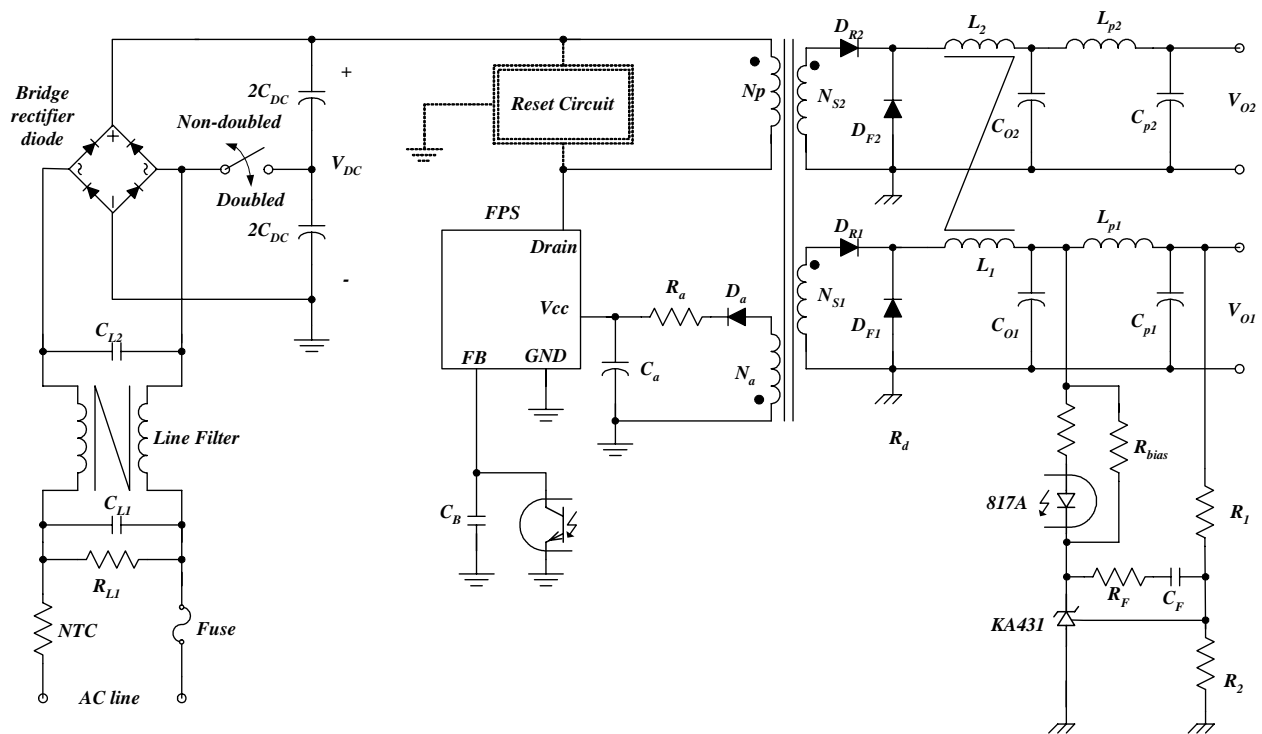 Bridge
rectifier
diode
+
-
Non-doubled
Doubled
2C_DC
+
V_DC
2C_DC
-
C_L2
Line Filter
C_L1
R_L1
NTC
Fuse
AC line
Reset Circuit
FPS
Drain
Vcc
FB
GND
R_a
D_a
C_a
N_a
C_B
Np
D_R2
L_2
L_p2
N_S2
D_F2
C_O2
C_p2
V_O2
D_R1
L_1
L_p1
N_S1
D_F1
C_O1
C_p1
V_O1
R_d
R_bias
817A
R_1
R_F
C_F
KA431
R_2